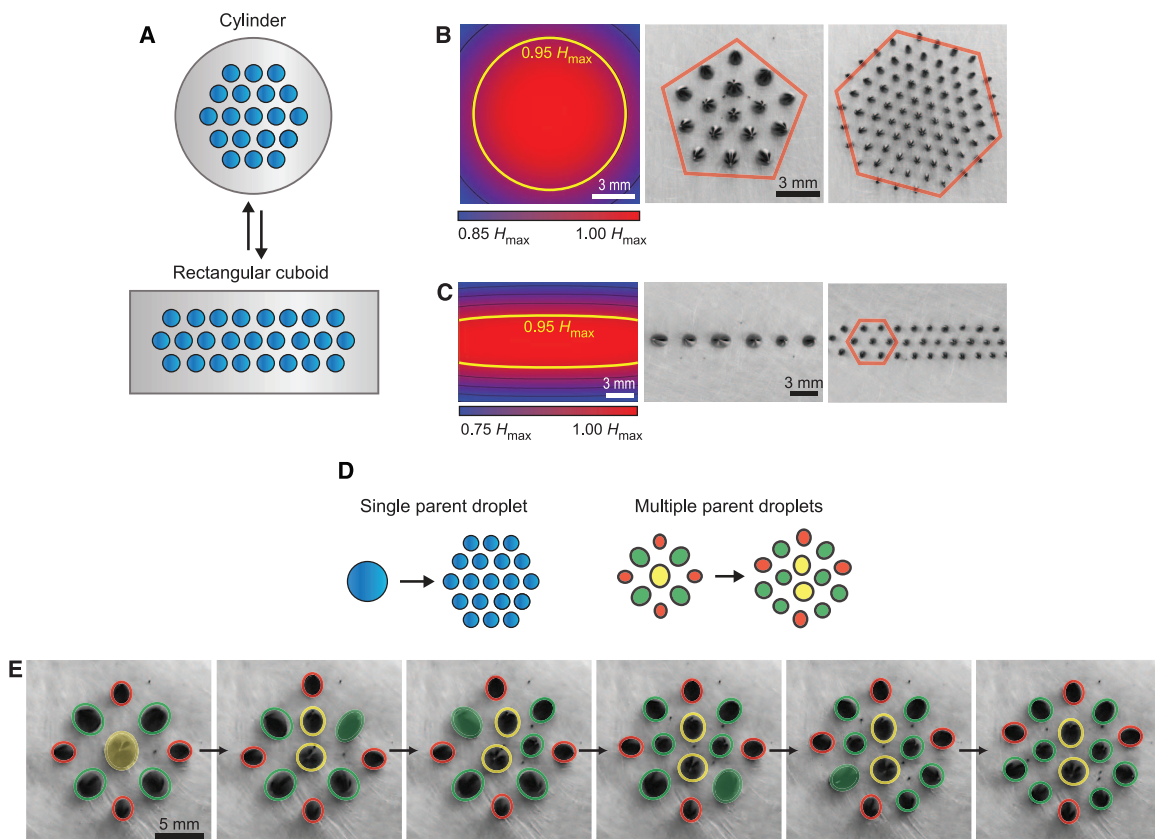 A
Cylinder
Rectangular cuboid
B
0.95 Hmax
3 mm
0.85 Hmax
1.00 Hmax
3 mm
C
0.95 Hmax
3 mm
0.75 Hmax
1.00 Hmax
3 mm
D
Single parent droplet
Multiple parent droplets
E
5 mm